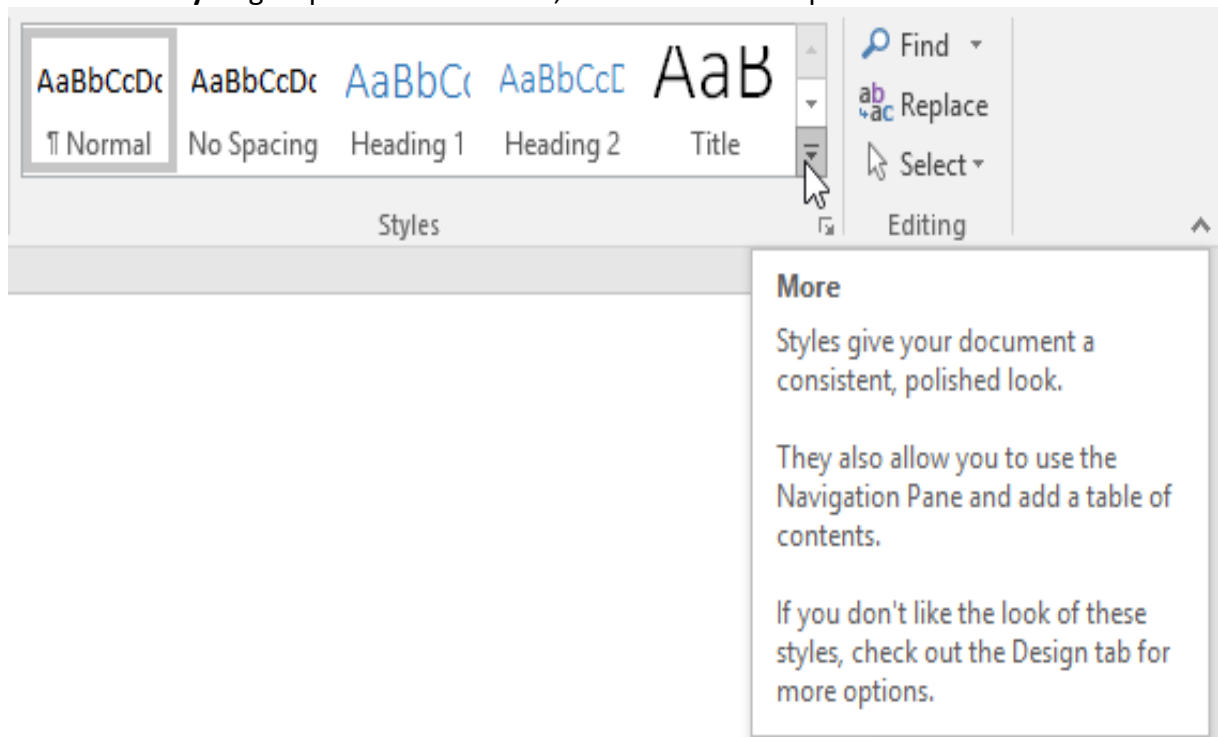 AaBbCcDc AaBbCcDc AaBbC( AaBbCcD AaB
¶ Normal No Spacing Heading 1 Heading 2 Title
Styles
Find
Replace
Select
Editing
More
Styles give your document a
consistent, polished look.
They also allow you to use the
Navigation Pane and add a table of
contents.
If you don't like the look of these
styles, check out the Design tab for
more options.